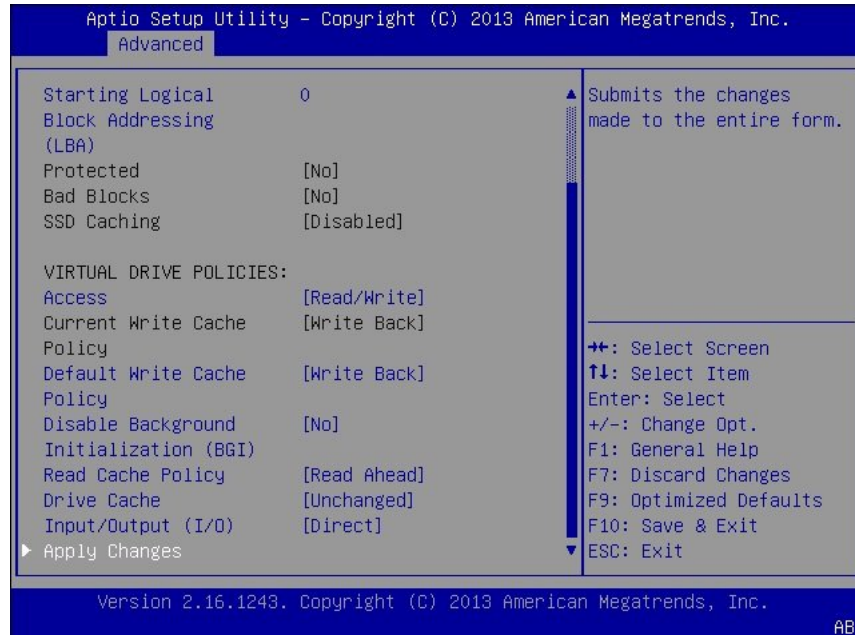 Aptio Setup Utility – Copyright (C) 2013 American Megatrends, Inc.
Advanced
Starting Logical 0
Block Addressing
(LBA)
Protected [No]
Bad Blocks [No]
SSD Caching [Disabled]
VIRTUAL DRIVE POLICIES:
Access [Read/Write]
Current Write Cache [Write Back]
Policy
Default Write Cache [Write Back]
Policy
Disable Background [No]
Initialization (BGI)
Read Cache Policy [Read Ahead]
Drive Cache [Unchanged]
Input/Output (I/O) [Direct]
Apply Changes
Submits the changes
made to the entire form.
→←: Select Screen
↑↓: Select Item
Enter: Select
+/-: Change Opt.
F1: General Help
F7: Discard Changes
F9: Optimized Defaults
F10: Save & Exit
ESC: Exit
Version 2.16.1243. Copyright (C) 2013 American Megatrends, Inc.
AB